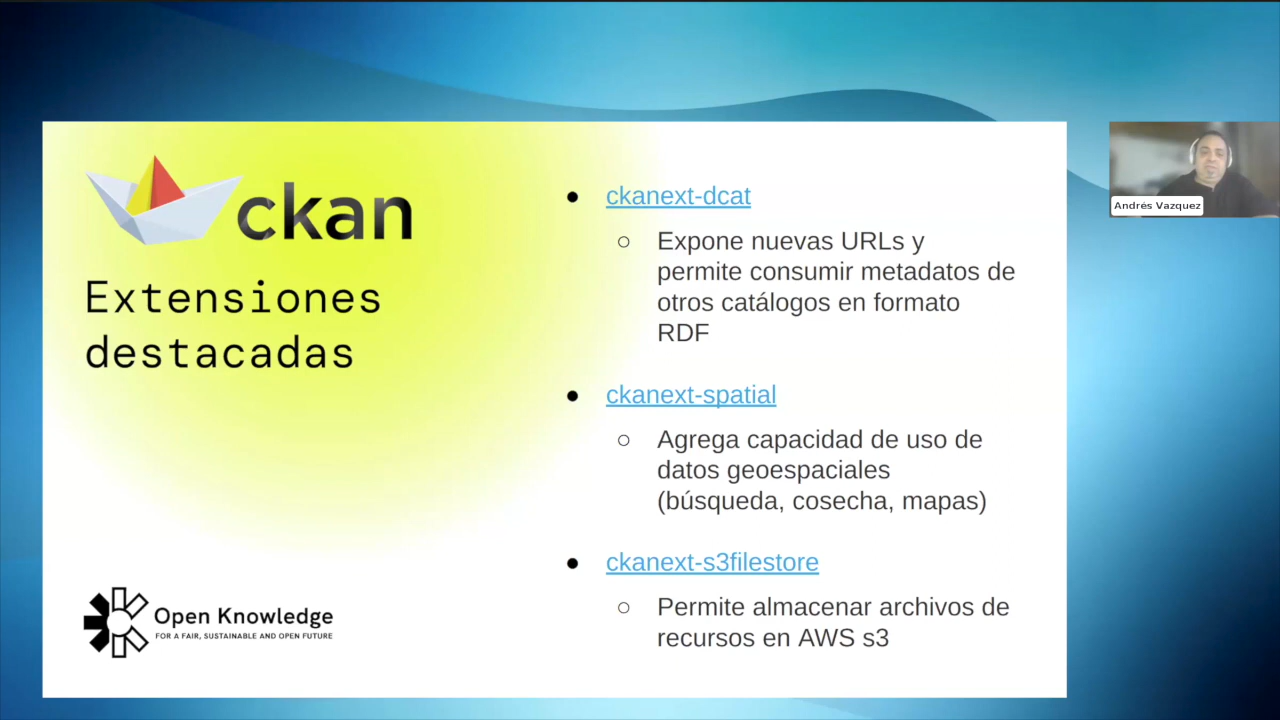 ckan
Extensiones
destacadas
Open Knowledge
FOR A FAIR, SUSTAINABLE AND OPEN FUTURE
● ckanext-dcat
○ Expone nuevas URLs y
permite consumir metadatos de
otros catálogos en formato
RDF
● ckanext-spatial
○ Agrega capacidad de uso de
datos geoespaciales
(búsqueda, cosecha, mapas)
● ckanext-s3filestore
○ Permite almacenar archivos de
recursos en AWS s3
Andrés Vazquez